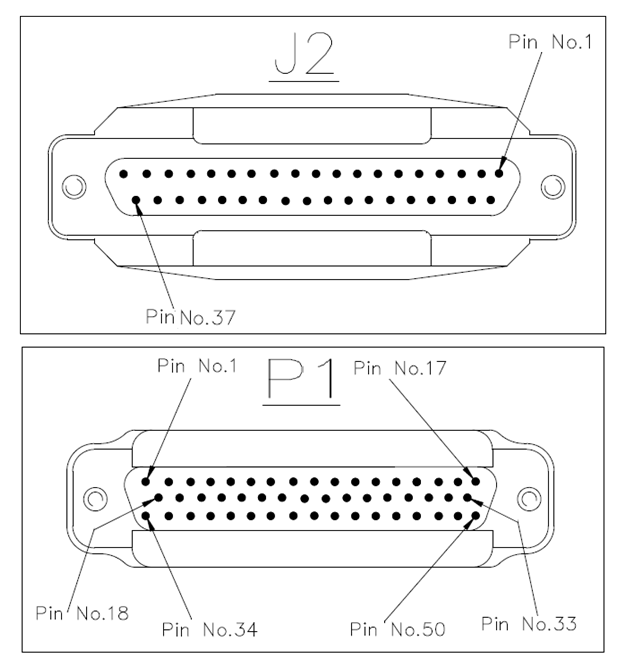 J2
Pin No.1
Pin No.37
Pin No.1
P1
Pin No.17
Pin No.18
Pin No.34
Pin No.50
Pin No.33